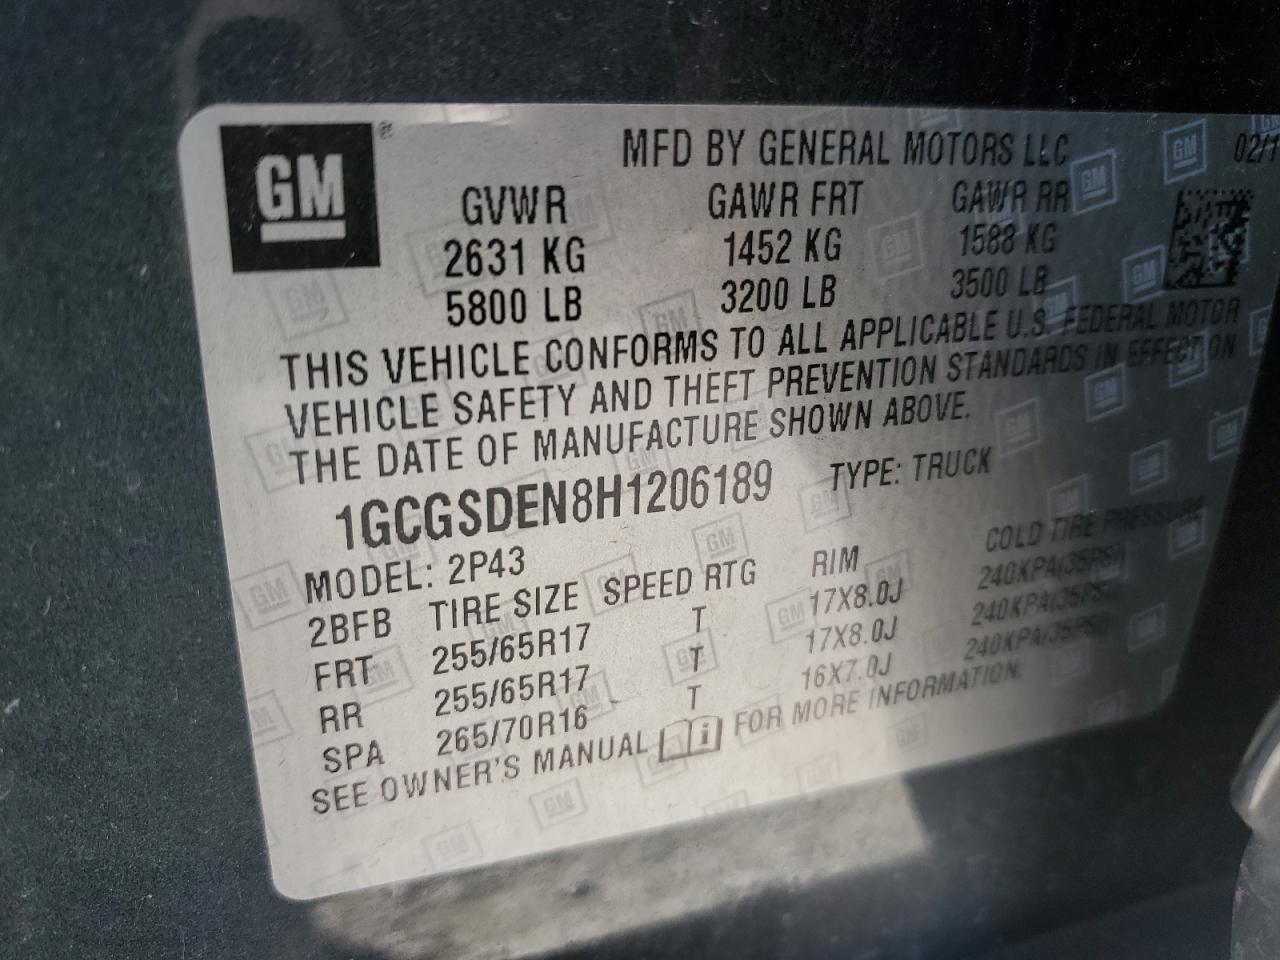 GM ®
MFD BY GENERAL MOTORS LLC 02/1
GVWR GAWR FRT GAWR RR
2631 KG 1452 KG 1588 KG
5800 LB 3200 LB 3500 LB
THIS VEHICLE CONFORMS TO ALL APPLICABLE U.S. FEDERAL MOTOR
VEHICLE SAFETY AND THEFT PREVENTION STANDARDS IN EFFECT ON
THE DATE OF MANUFACTURE SHOWN ABOVE.
1GCGSDEN8H1206189 TYPE: TRUCK
MODEL: 2P43
2BFB TIRE SIZE SPEED RTG RIM COLD TIRE PRESSURE
FRT 255/65R17 T 17X8.0J 240KPA(35PSI)
RR 255/65R17 T 17X8.0J 240KPA(35PSI)
SPA 265/70R16 T 16X7.0J 240KPA(35PSI)
SEE OWNER'S MANUAL i FOR MORE INFORMATION.